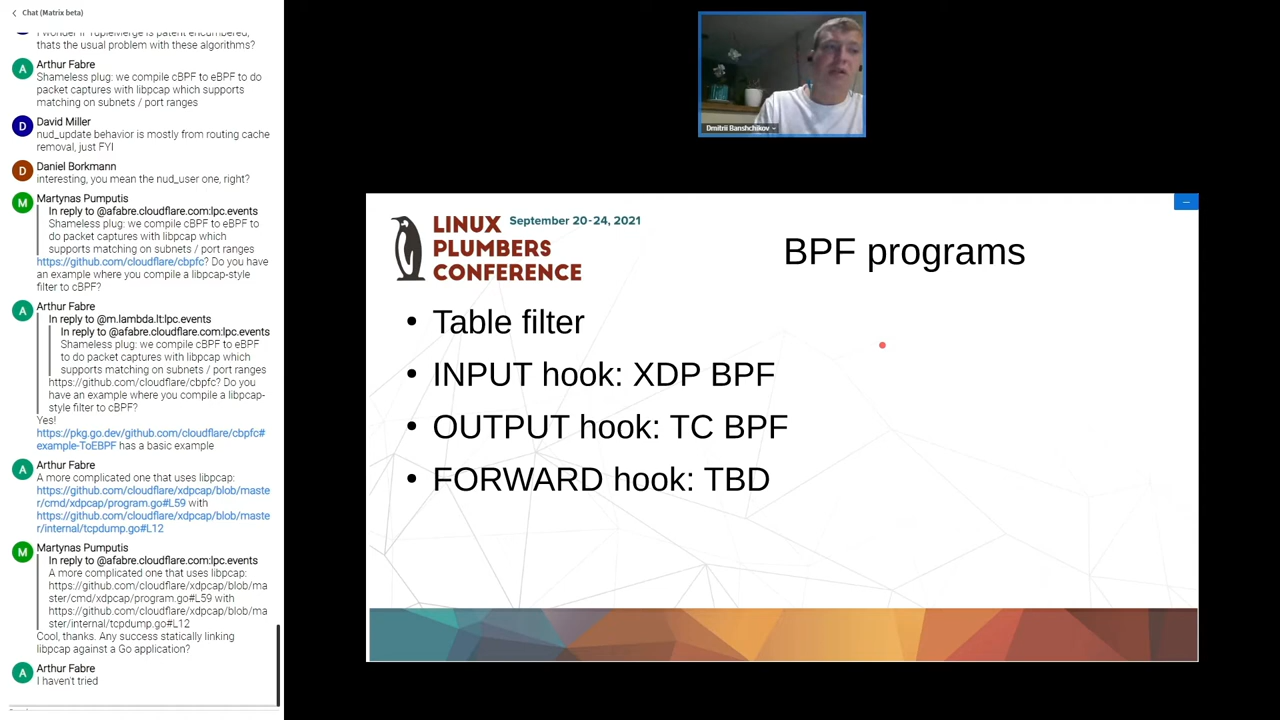 Chat (Matrix beta)
I wonder if TupleMerge is patent encumbered,
thats the usual problem with these algorithms?
A
Arthur Fabre
Shameless plug: we compile cBPF to eBPF to do
packet captures with libpcap which supports
matching on subnets / port ranges
D
David Miller
nud_update behavior is mostly from routing cache
removal, just FYI
D
Daniel Borkmann
interesting, you mean the nud_user one, right?
M
Martynas Pumputis
In reply to @afabre.cloudflare.com:lpc.events
Shameless plug: we compile cBPF to eBPF to
do packet captures with libpcap which
supports matching on subnets / port ranges
https://github.com/cloudflare/cbpfc? Do you have
an example where you compile a libpcap-style
filter to cBPF?
A
Arthur Fabre
In reply to @m.lambda.lt:lpc.events
In reply to @afabre.cloudflare.com:lpc.events
Shameless plug: we compile cBPF to eBPF
to do packet captures with libpcap which
supports matching on subnets / port ranges
https://github.com/cloudflare/cbpfc? Do you
have an example where you compile a libpcap-
style filter to cBPF?
Yes!
https://pkg.go.dev/github.com/cloudflare/cbpfc#
example-ToEBPF has a basic example
A
Arthur Fabre
A more complicated one that uses libpcap:
https://github.com/cloudflare/xdpcap/blob/maste
r/cmd/xdpcap/program.go#L59 with
https://github.com/cloudflare/xdpcap/blob/maste
r/internal/tcpdump.go#L12
M
Martynas Pumputis
In reply to @afabre.cloudflare.com:lpc.events
A more complicated one that uses libpcap:
https://github.com/cloudflare/xdpcap/blob/ma
ster/cmd/xdpcap/program.go#L59 with
https://github.com/cloudflare/xdpcap/blob/ma
ster/internal/tcpdump.go#L12
Cool, thanks. Any success statically linking
libpcap against a Go application?
A
Arthur Fabre
I haven't tried
Dmitrii Banshchikov
LINUX
PLUMBERS
CONFERENCE
September 20-24, 2021
BPF programs
• Table filter
• INPUT hook: XDP BPF
• OUTPUT hook: TC BPF
• FORWARD hook: TBD